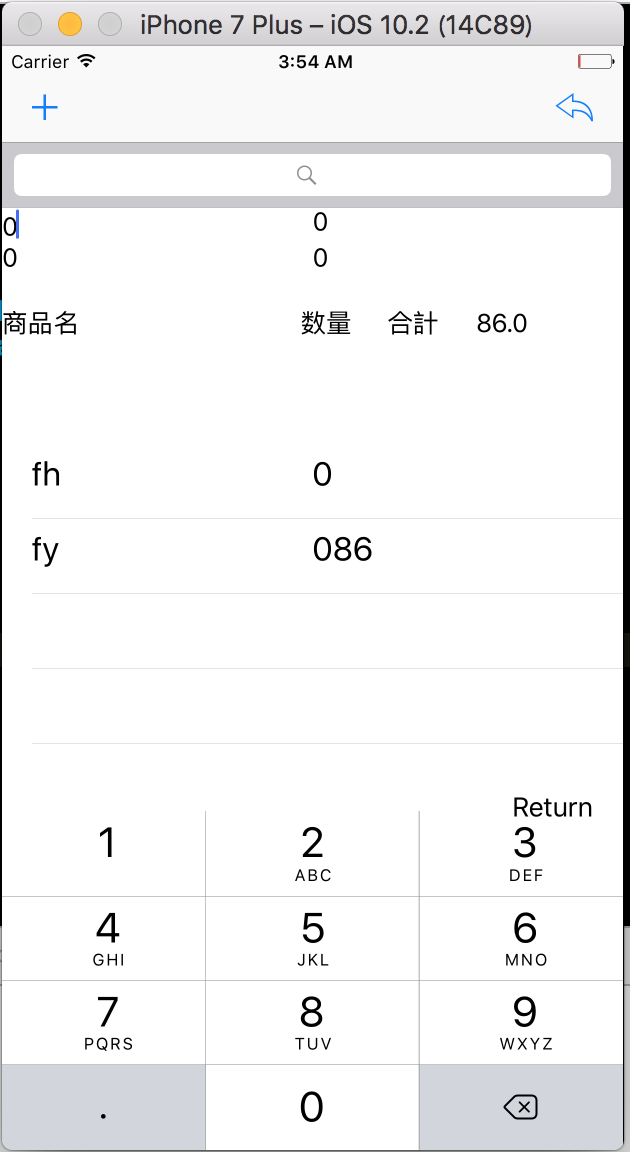 iPhone 7 Plus – iOS 10.2 (14C89)
Carrier 3:54 AM
0 0
0 0
商品名 数量 合計 86.0
fh 0
fy 086
Return
1 2 3
ABC DEF
4 5 6
GHI JKL MNO
7 8 9
PQRS TUV WXYZ
. 0